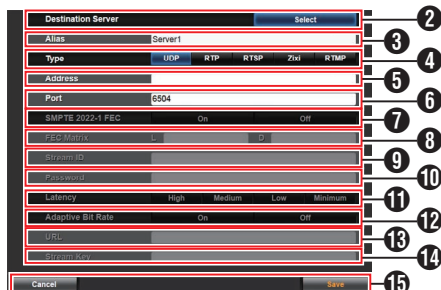 Destination Server Select 2
Alias Server1 3
Type UDP RTP RTSP Zixi RTMP 4
Address 5
Port 6504 6
SMPTE 2022-1 FEC On Off 7
FEC Matrix L D 8
Stream ID 9
Password 10
Latency High Medium Low Minimum 11
Adaptive Bit Rate On Off 12
URL 13
Stream Key 14
Cancel Save 15